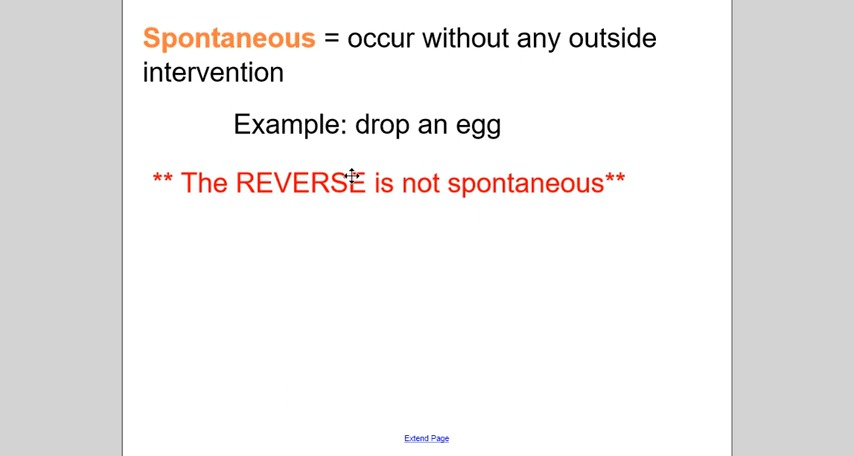 Spontaneous = occur without any outside
intervention
Example: drop an egg
** The REVERSE is not spontaneous**
Extend Page